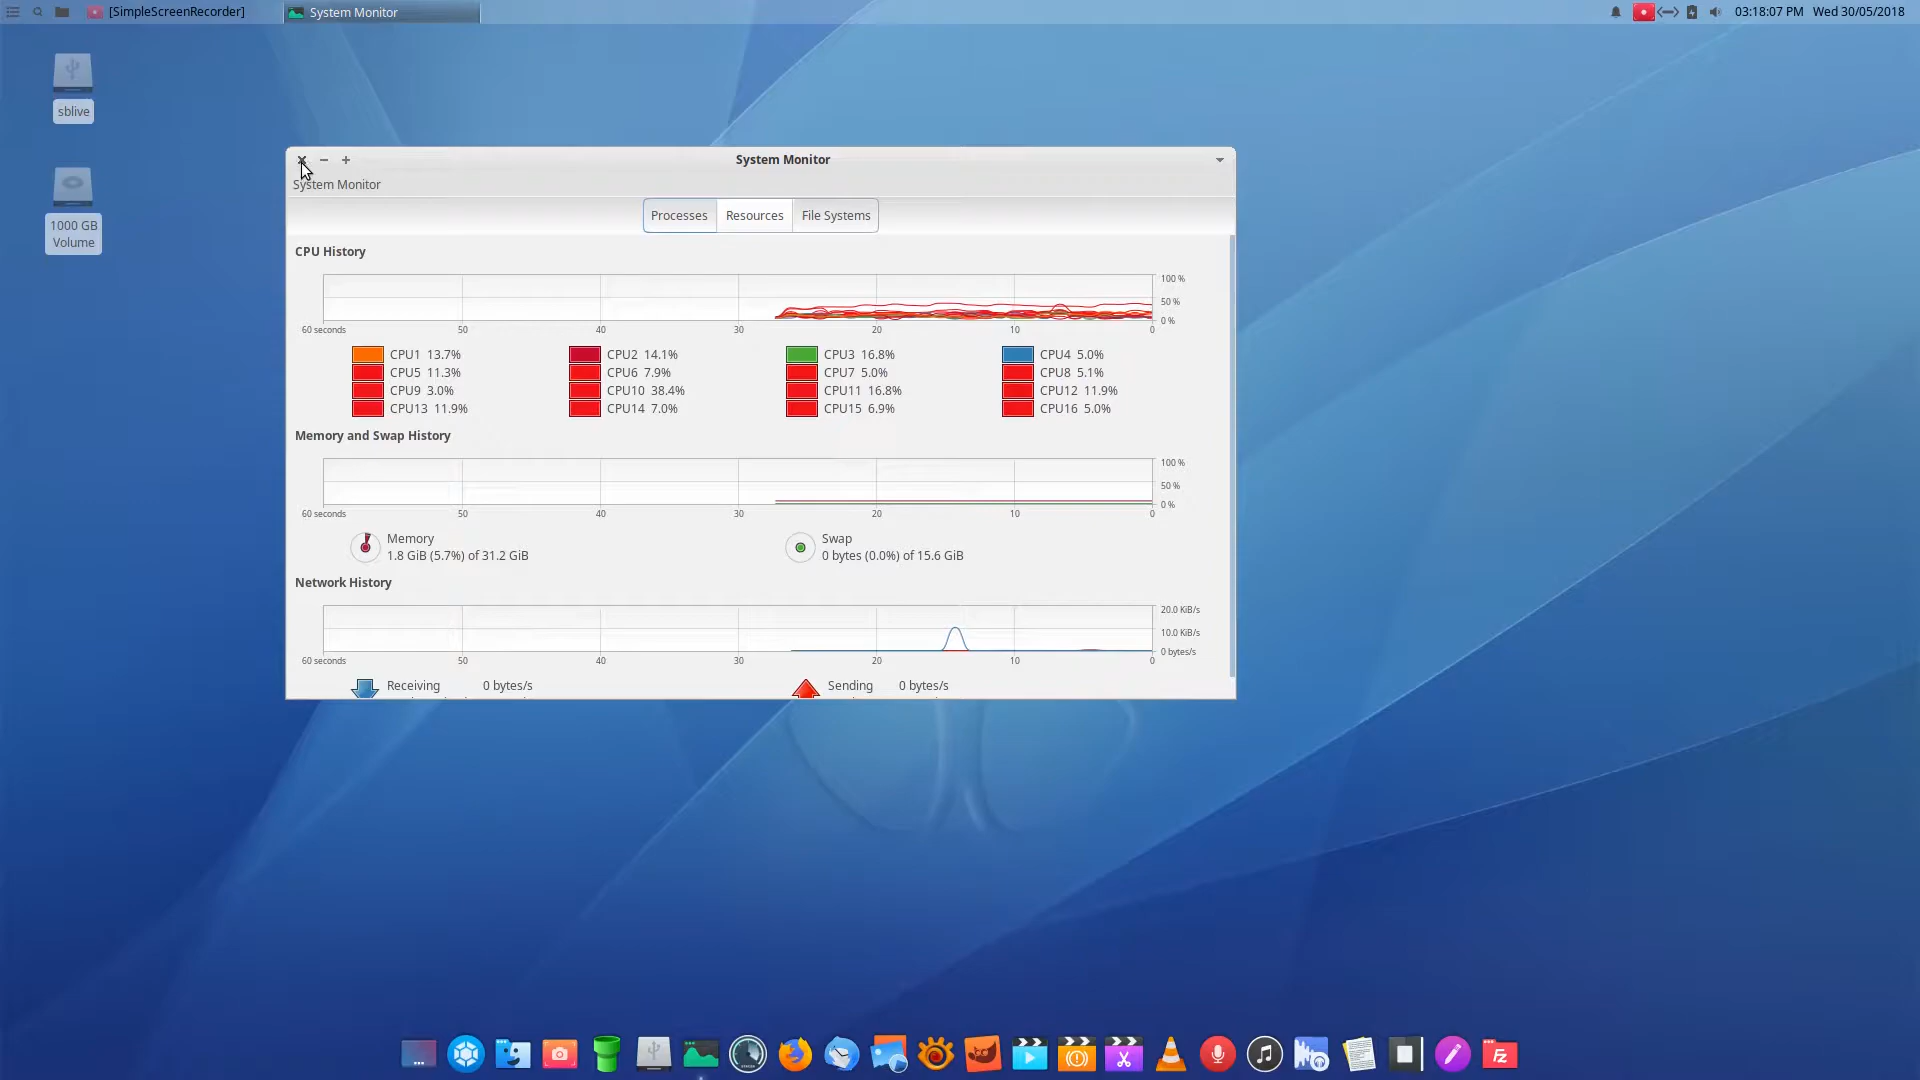 [SimpleScreenRecorder]
System Monitor
03:18:07 PM Wed 30/05/2018
sblive
1000 GB
Volume
System Monitor
System Monitor
Processes Resources File Systems
CPU History
100 %
50 %
0 %
60 seconds 50 40 30 20 10 0
CPU1 13.7% CPU2 14.1% CPU3 16.8% CPU4 5.0%
CPU5 11.3% CPU6 7.9% CPU7 5.0% CPU8 5.1%
CPU9 3.0% CPU10 38.4% CPU11 16.8% CPU12 11.9%
CPU13 11.9% CPU14 7.0% CPU15 6.9% CPU16 5.0%
Memory and Swap History
100 %
50 %
0 %
60 seconds 50 40 30 20 10 0
Memory
1.8 GiB (5.7%) of 31.2 GiB
Swap
0 bytes (0.0%) of 15.6 GiB
Network History
20.0 KiB/s
10.0 KiB/s
0 bytes/s
60 seconds 50 40 30 20 10 0
Receiving 0 bytes/s Sending 0 bytes/s
Fz